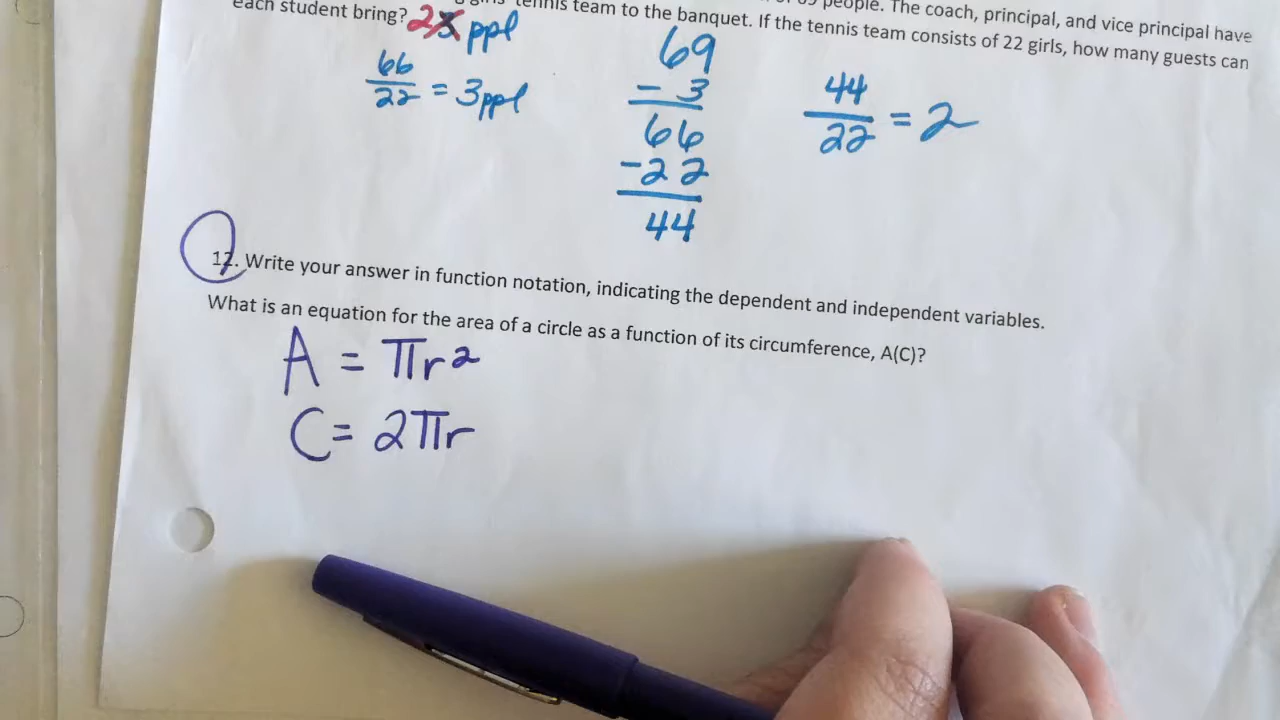 people. The coach, principal, and vice principal have
tennis team to the banquet. If the tennis team consists of 22 girls, how many guests can
each student bring? 2 ppl
66/22 = 3ppl
69
- 3
66
-22
44
44/22 = 2
12. Write your answer in function notation, indicating the dependent and independent variables.
What is an equation for the area of a circle as a function of its circumference, A(C)?
A = πr²
C = 2πr